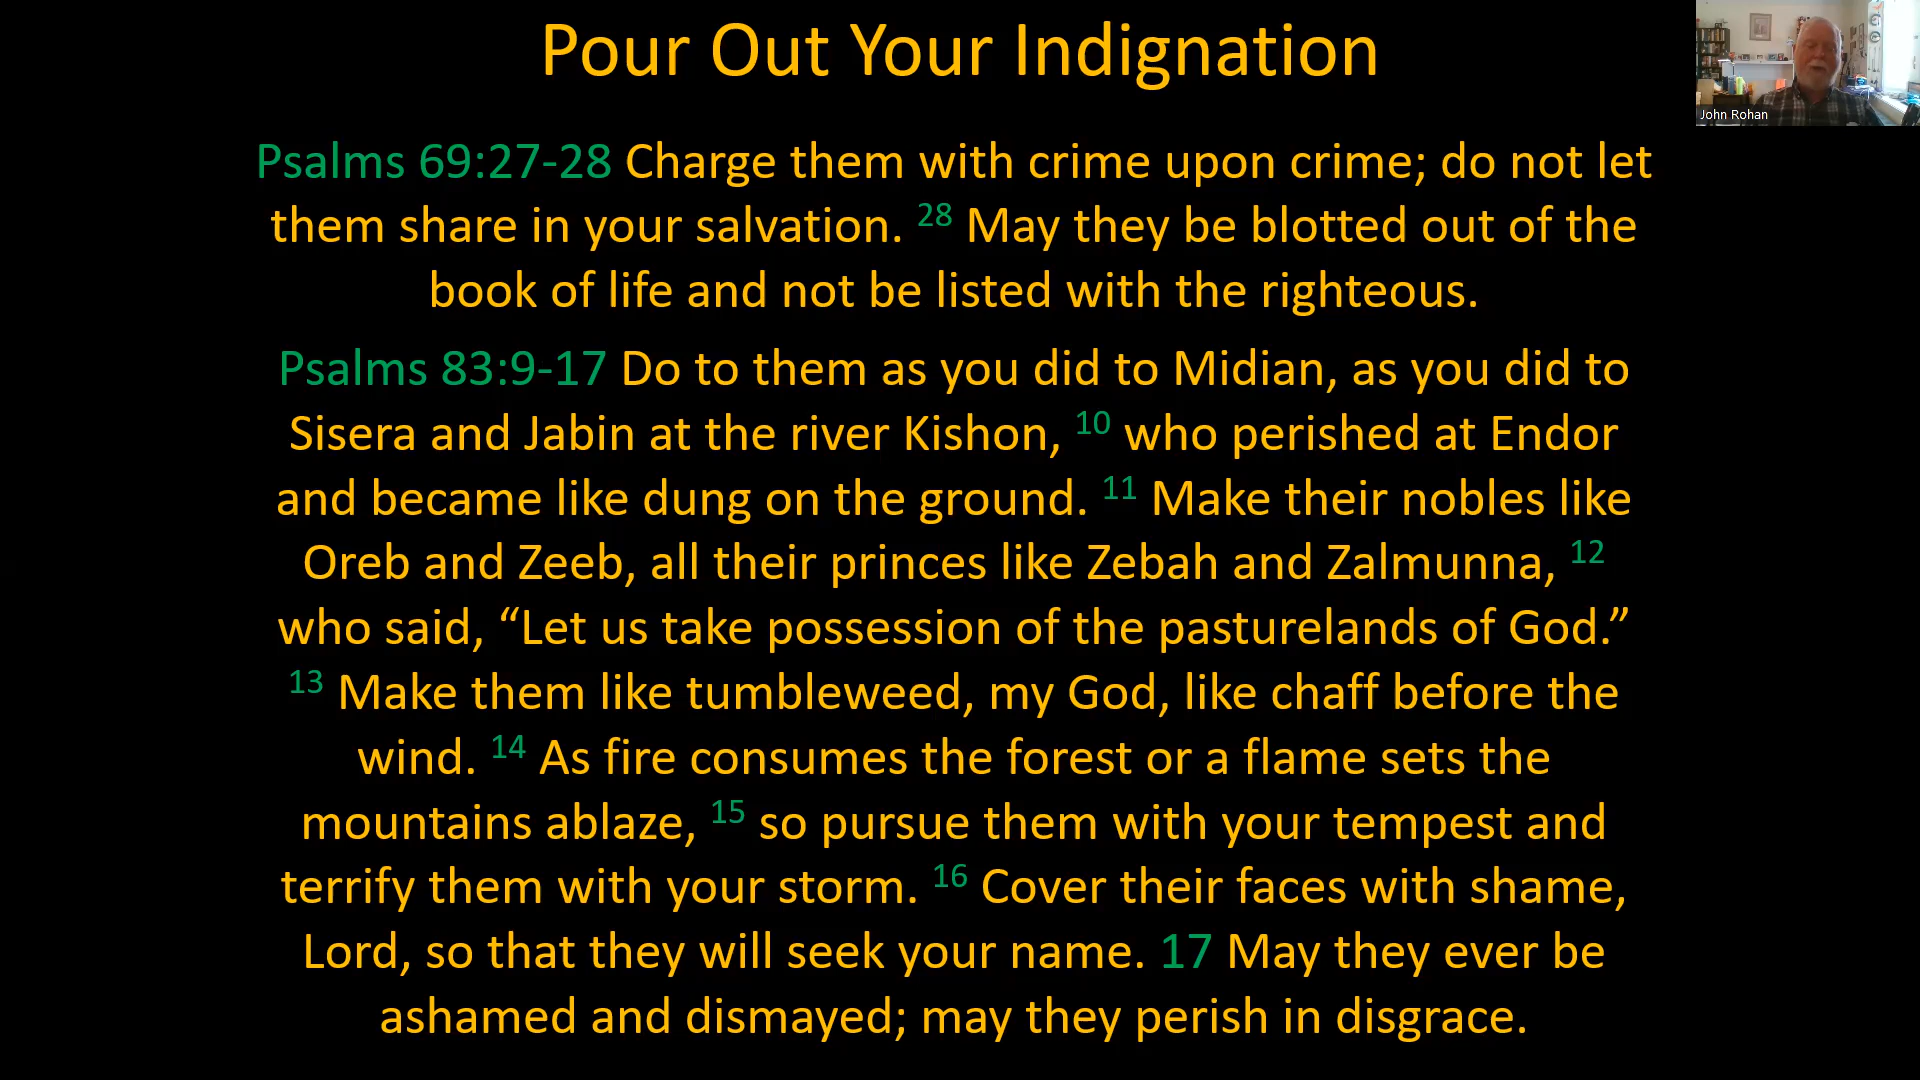 Pour Out Your Indignation
John Rohan
Psalms 69:27-28 Charge them with crime upon crime; do not let
them share in your salvation. 28 May they be blotted out of the
book of life and not be listed with the righteous.
Psalms 83:9-17 Do to them as you did to Midian, as you did to
Sisera and Jabin at the river Kishon, 10 who perished at Endor
and became like dung on the ground. 11 Make their nobles like
Oreb and Zeeb, all their princes like Zebah and Zalmunna, 12
who said, “Let us take possession of the pasturelands of God.”
13 Make them like tumbleweed, my God, like chaff before the
wind. 14 As fire consumes the forest or a flame sets the
mountains ablaze, 15 so pursue them with your tempest and
terrify them with your storm. 16 Cover their faces with shame,
Lord, so that they will seek your name. 17 May they ever be
ashamed and dismayed; may they perish in disgrace.